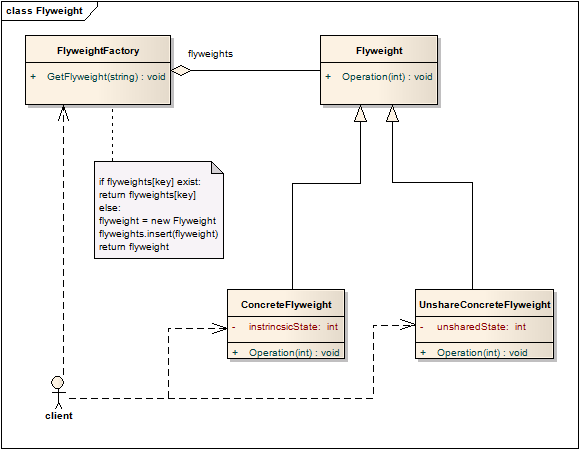 class Flyweight
FlyweightFactory
+ GetFlyweight(string) : void
flyweights
Flyweight
+ Operation(int) : void
if flyweights[key] exist:
return flyweights[key]
else:
flyweight = new Flyweight
flyweights.insert(flyweight)
return flyweight
ConcreteFlyweight
- instrincsicState: int
+ Operation(int) : void
UnshareConcreteFlyweight
- unsharedState: int
+ Operation(int) : void
client